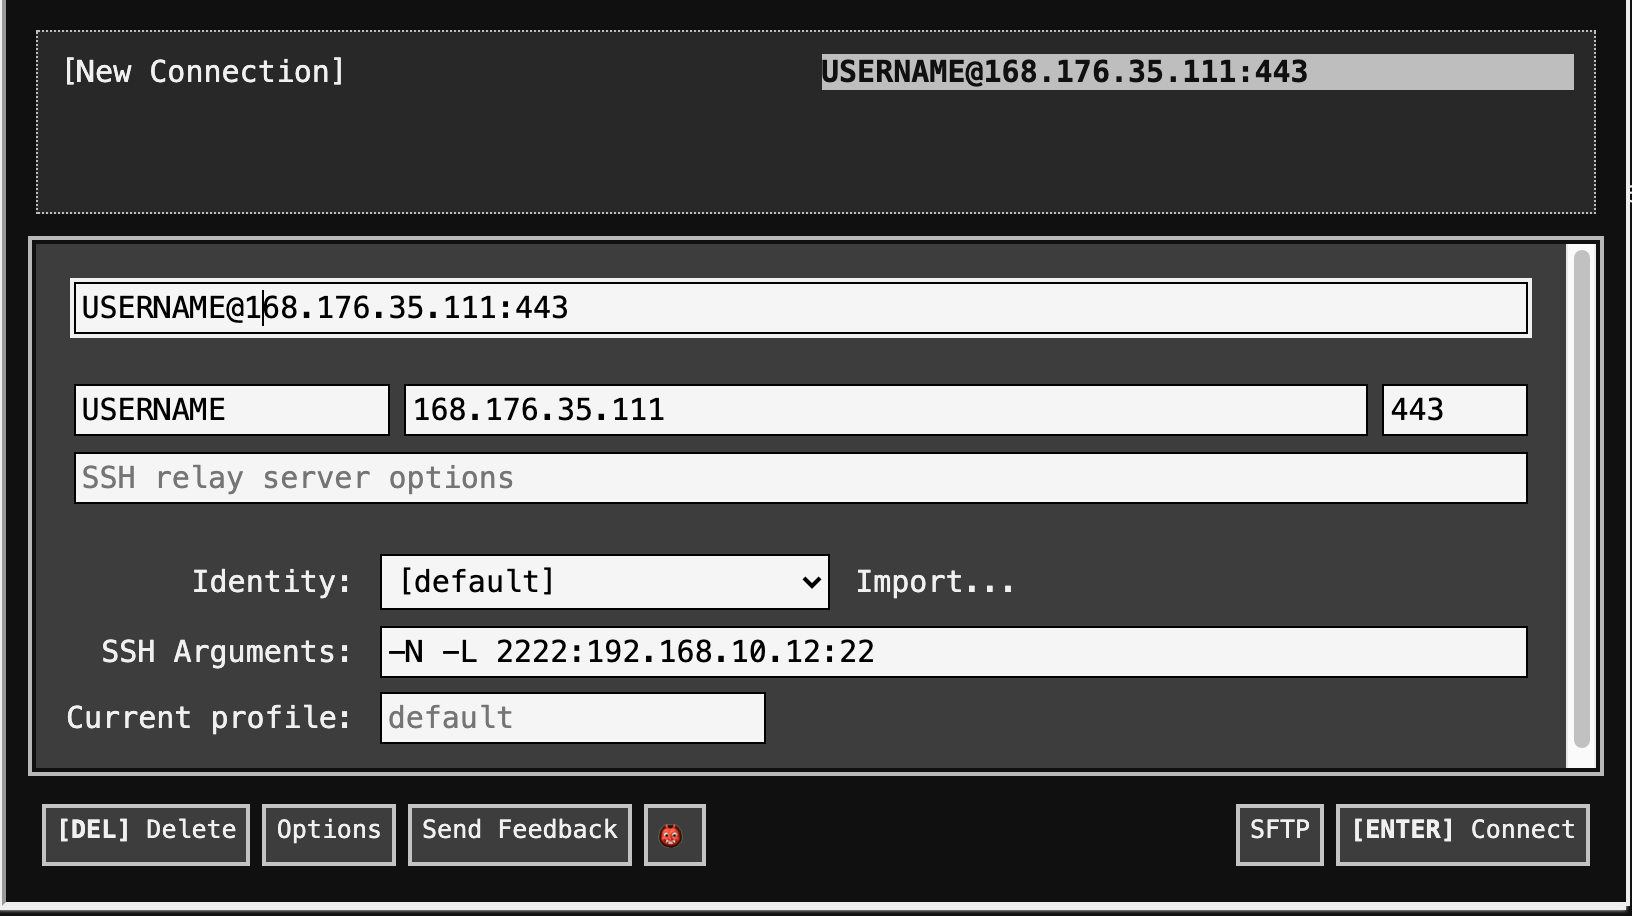 [New Connection]
USERNAME@168.176.35.111:443
USERNAME@168.176.35.111:443
USERNAME 168.176.35.111 443
SSH relay server options
Identity: [default] Import...
SSH Arguments: -N -L 2222:192.168.10.12:22
Current profile: default
[DEL] Delete Options Send Feedback SFTP [ENTER] Connect